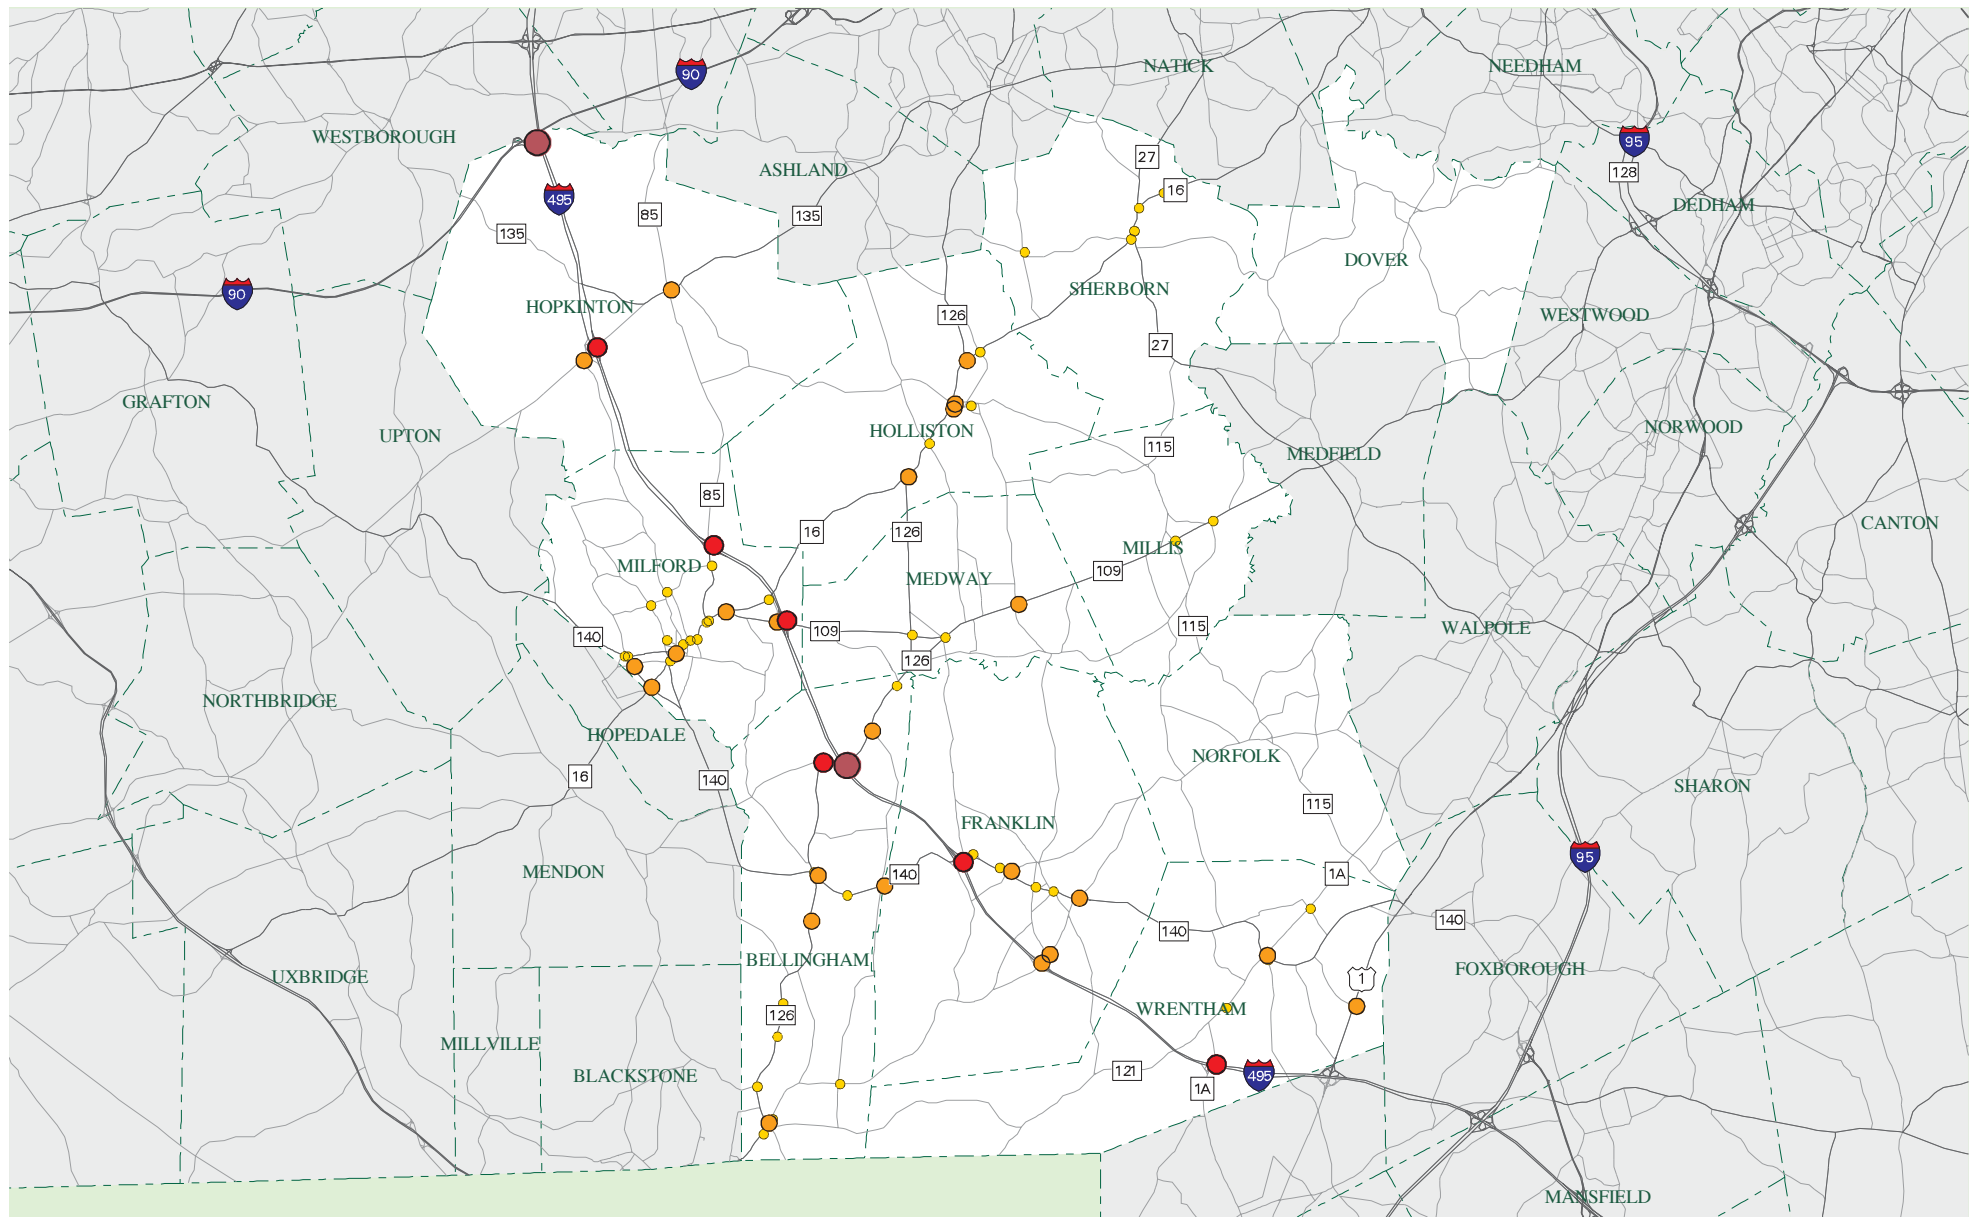 NATICK
NEEDHAM
90
WESTBOROUGH
95
27
128
ASHLAND
16
495
DEDHAM
85
135
135
DOVER
90
SHERBORN
HOPKINTON
126
WESTWOOD
27
GRAFTON
HOLLISTON
NORWOOD
UPTON
115
MEDFIELD
85
16
126
CANTON
MILLIS
MILFORD
109
MEDWAY
115
WALPOLE
109
140
126
NORTHBRIDGE
HOPEDALE
NORFOLK
16
140
SHARON
115
FRANKLIN
95
MENDON
140
1A
140
140
BELLINGHAM
FOXBOROUGH
UXBRIDGE
1
WRENTHAM
126
MILLVILLE
BLACKSTONE
121
495
1A
MANSFIELD